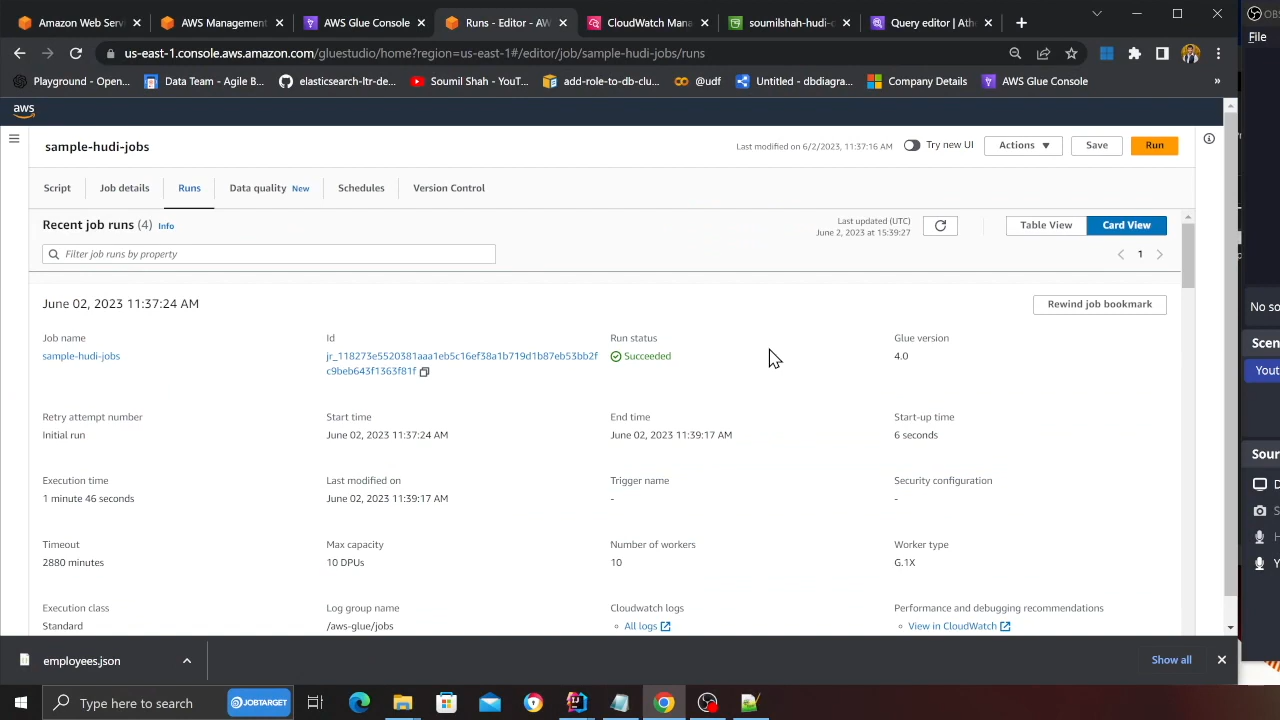 Amazon Web Servic
AWS Managemen
AWS Glue Console
Runs - Editor - AW
CloudWatch Mana
soumilshah-hudi-d
Query editor | Ath
OBS
us-east-1.console.aws.amazon.com/gluestudio/home?region=us-east-1#/editor/job/sample-hudi-jobs/runs
File
Playground - Open...
Data Team - Agile B...
elasticsearch-ltr-de...
Soumil Shah - YouT...
add-role-to-db-clu...
@udf
Untitled - dbdiagra...
Company Details
AWS Glue Console
»
aws
sample-hudi-jobs
Last modified on 6/2/2023, 11:37:16 AM
Try new UI
Actions
Save
Run
Script
Job details
Runs
Data quality New
Schedules
Version Control
Recent job runs (4) Info
Last updated (UTC)
June 2, 2023 at 15:39:27
Table View
Card View
Filter job runs by property
1
June 02, 2023 11:37:24 AM
Rewind job bookmark
No so
Job name
Id
Run status
Glue version
Scen
sample-hudi-jobs
jr_118273e5520381aaa1eb5c16ef38a1b719d1b87eb53bb2f
c9beb643f1363f81f
Succeeded
4.0
Yout
Retry attempt number
Start time
End time
Start-up time
Initial run
June 02, 2023 11:37:24 AM
June 02, 2023 11:39:17 AM
6 seconds
Sour
Execution time
Last modified on
Trigger name
Security configuration
D
1 minute 46 seconds
June 02, 2023 11:39:17 AM
-
-
S
H
Timeout
Max capacity
Number of workers
Worker type
2880 minutes
10 DPUs
10
G.1X
Y
Execution class
Log group name
Cloudwatch logs
Performance and debugging recommendations
Standard
/aws-glue/jobs
All logs
View in CloudWatch
employees.json
Show all
Type here to search
JOBTARGET